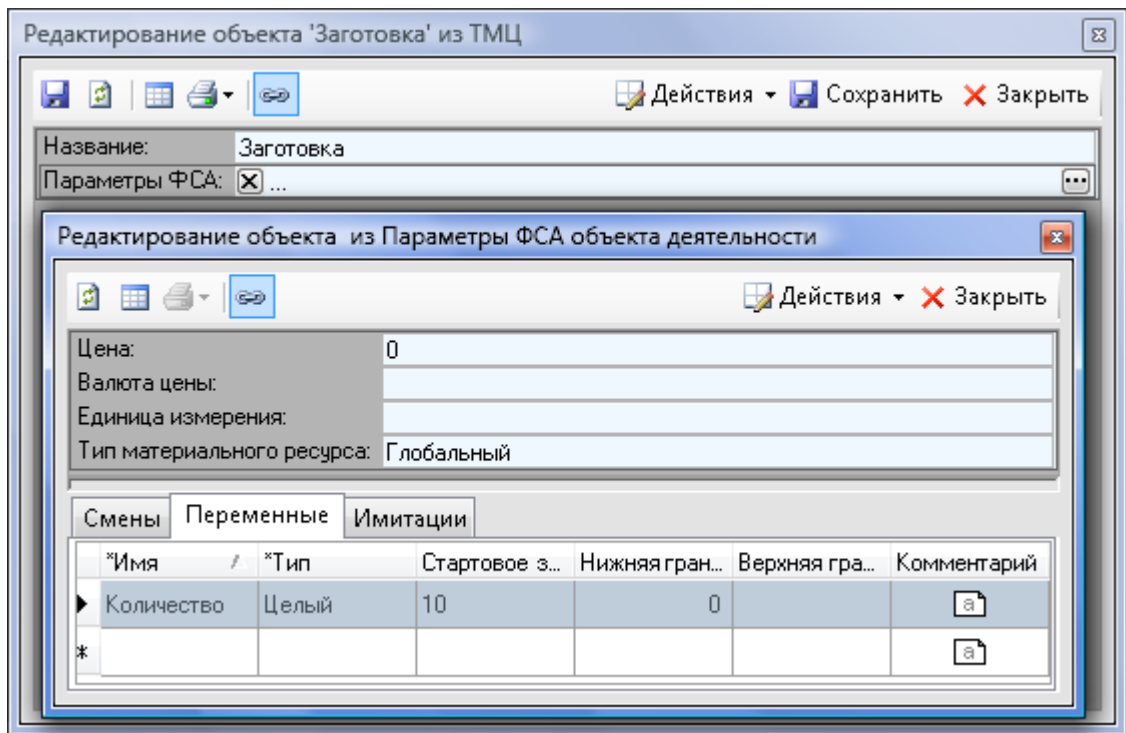 Редактирование объекта 'Заготовка' из ТМЦ
Действия Сохранить Закрыть
Название: Заготовка
Параметры ФСА: ...
Редактирование объекта из Параметры ФСА объекта деятельности
Действия Закрыть
Цена: 0
Валюта цены:
Единица измерения:
Тип материального ресурса: Глобальный
Смены Переменные Имитации
*Имя *Тип Стартовое з... Нижняя гран... Верхняя гра... Комментарий
Количество Целый 10 0 a
* a